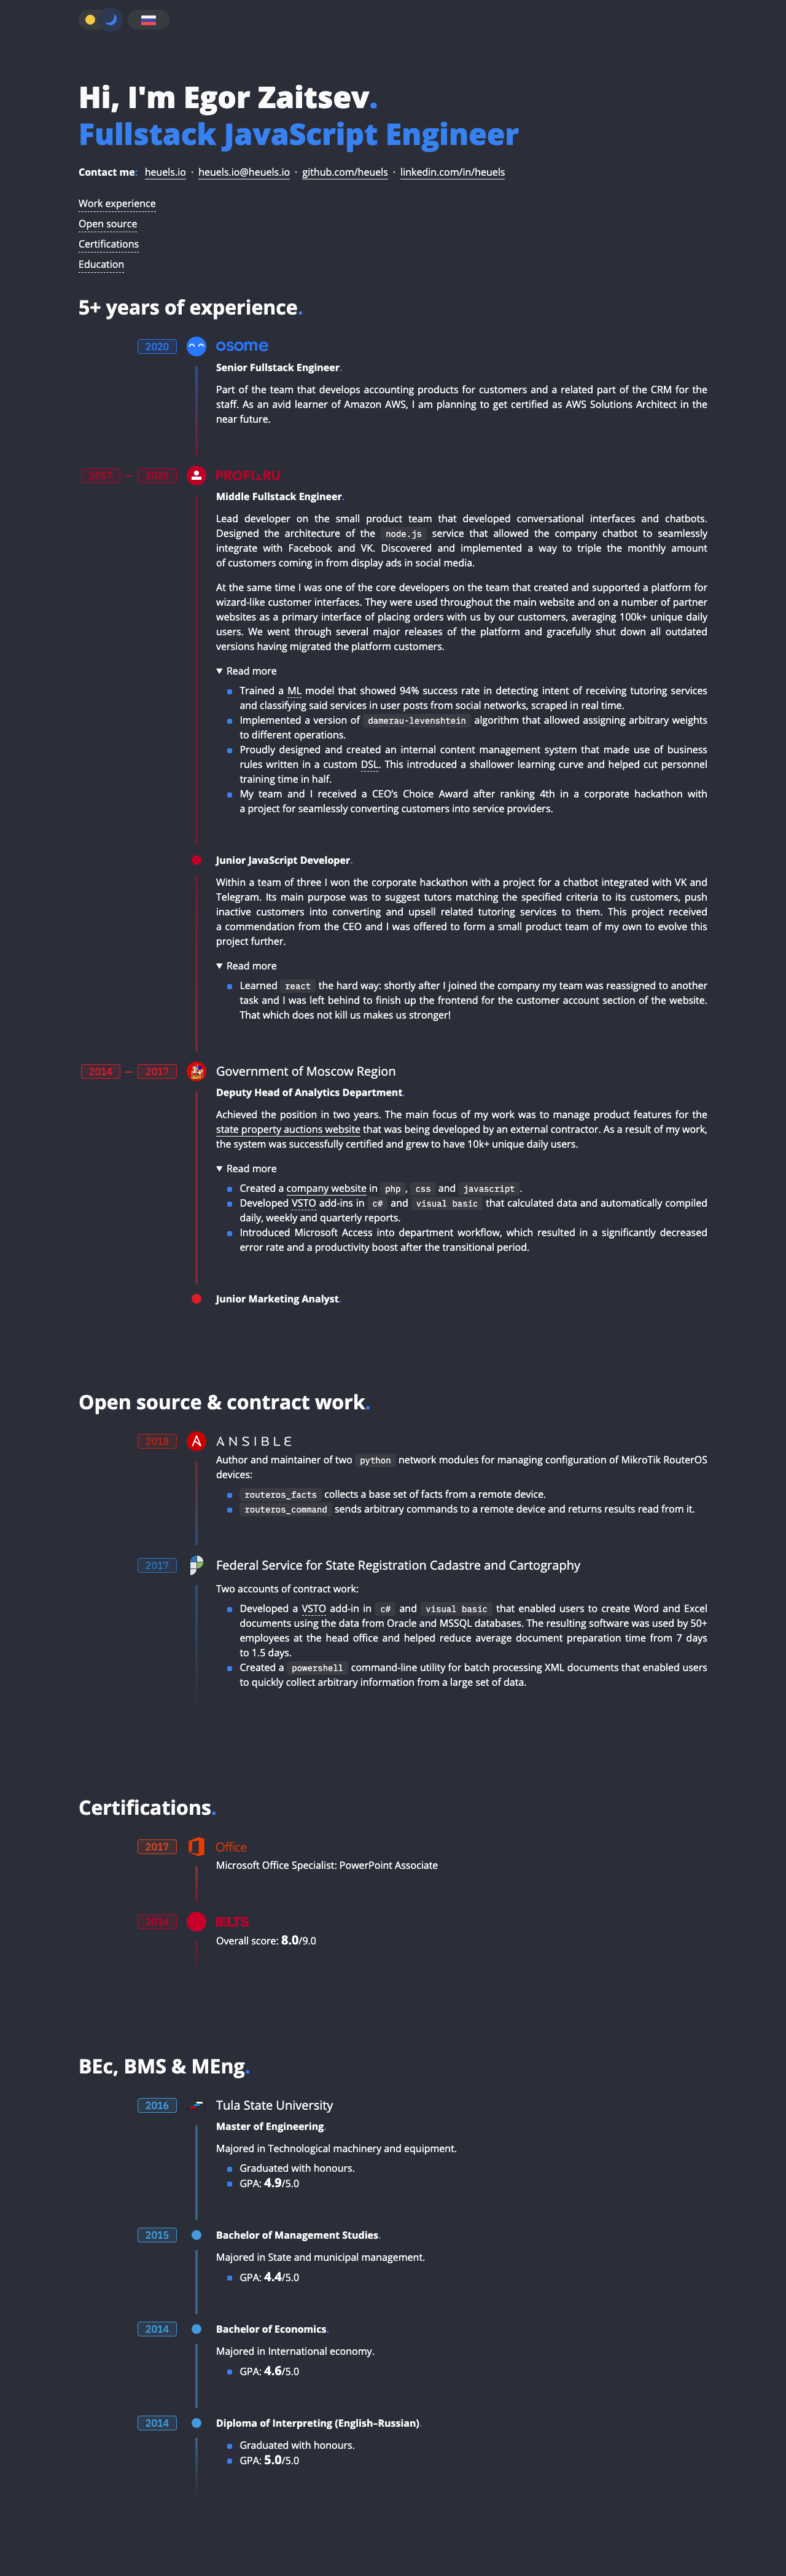 Hi, I'm Egor Zaitsev.
Fullstack JavaScript Engineer
Contact me: heuels.io · heuels.io@heuels.io · github.com/heuels · linkedin.com/in/heuels
Work experience
Open source
Certifications
Education
5+ years of experience.
2020 osome
Senior Fullstack Engineer.
Part of the team that develops accounting products for customers and a related part of the CRM for the
staff. As an avid learner of Amazon AWS, I am planning to get certified as AWS Solutions Architect in the
near future.
2017 – 2020 PROFI.RU
Middle Fullstack Engineer.
Lead developer on the small product team that developed conversational interfaces and chatbots.
Designed the architecture of the node.js service that allowed the company chatbot to seamlessly
integrate with Facebook and VK. Discovered and implemented a way to triple the monthly amount
of customers coming in from display ads in social media.
At the same time I was one of the core developers on the team that created and supported a platform for
wizard-like customer interfaces. They were used throughout the main website and on a number of partner
websites as a primary interface of placing orders with us by our customers, averaging 100k+ unique daily
users. We went through several major releases of the platform and gracefully shut down all outdated
versions having migrated the platform customers.
▼ Read more
Trained a ML model that showed 94% success rate in detecting intent of receiving tutoring services
and classifying said services in user posts from social networks, scraped in real time.
Implemented a version of damerau-levenshtein algorithm that allowed assigning arbitrary weights
to different operations.
Proudly designed and created an internal content management system that made use of business
rules written in a custom DSL. This introduced a shallower learning curve and helped cut personnel
training time in half.
My team and I received a CEO’s Choice Award after ranking 4th in a corporate hackathon with
a project for seamlessly converting customers into service providers.
Junior JavaScript Developer.
Within a team of three I won the corporate hackathon with a project for a chatbot integrated with VK and
Telegram. Its main purpose was to suggest tutors matching the specified criteria to its customers, push
inactive customers into converting and upsell related tutoring services to them. This project received
a commendation from the CEO and I was offered to form a small product team of my own to evolve this
project further.
▼ Read more
Learned react the hard way: shortly after I joined the company my team was reassigned to another
task and I was left behind to finish up the frontend for the customer account section of the website.
That which does not kill us makes us stronger!
2014 – 2017 Government of Moscow Region
Deputy Head of Analytics Department.
Achieved the position in two years. The main focus of my work was to manage product features for the
state property auctions website that was being developed by an external contractor. As a result of my work,
the system was successfully certified and grew to have 10k+ unique daily users.
▼ Read more
Created a company website in php, css and javascript.
Developed VSTO add-ins in c# and visual basic that calculated data and automatically compiled
daily, weekly and quarterly reports.
Introduced Microsoft Access into department workflow, which resulted in a significantly decreased
error rate and a productivity boost after the transitional period.
Junior Marketing Analyst.
Open source & contract work.
2018 ANSIBLE
Author and maintainer of two python network modules for managing configuration of MikroTik RouterOS
devices:
routeros_facts collects a base set of facts from a remote device.
routeros_command sends arbitrary commands to a remote device and returns results read from it.
2017 Federal Service for State Registration Cadastre and Cartography
Two accounts of contract work:
Developed a VSTO add-in in c# and visual basic that enabled users to create Word and Excel
documents using the data from Oracle and MSSQL databases. The resulting software was used by 50+
employees at the head office and helped reduce average document preparation time from 7 days
to 1.5 days.
Created a powershell command-line utility for batch processing XML documents that enabled users
to quickly collect arbitrary information from a large set of data.
Certifications.
2017 Office
Microsoft Office Specialist: PowerPoint Associate
2014 IELTS
Overall score: 8.0/9.0
BEc, BMS & MEng.
2016 Tula State University
Master of Engineering.
Majored in Technological machinery and equipment.
Graduated with honours.
GPA: 4.9/5.0
2015 Bachelor of Management Studies.
Majored in State and municipal management.
GPA: 4.4/5.0
2014 Bachelor of Economics.
Majored in International economy.
GPA: 4.6/5.0
2014 Diploma of Interpreting (English–Russian).
Graduated with honours.
GPA: 5.0/5.0